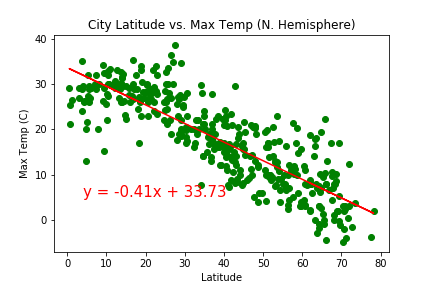 City Latitude vs. Max Temp (N. Hemisphere)
40
30
20
10
0
Max Temp (C)
y = -0.41x + 33.73
0 10 20 30 40 50 60 70 80
Latitude